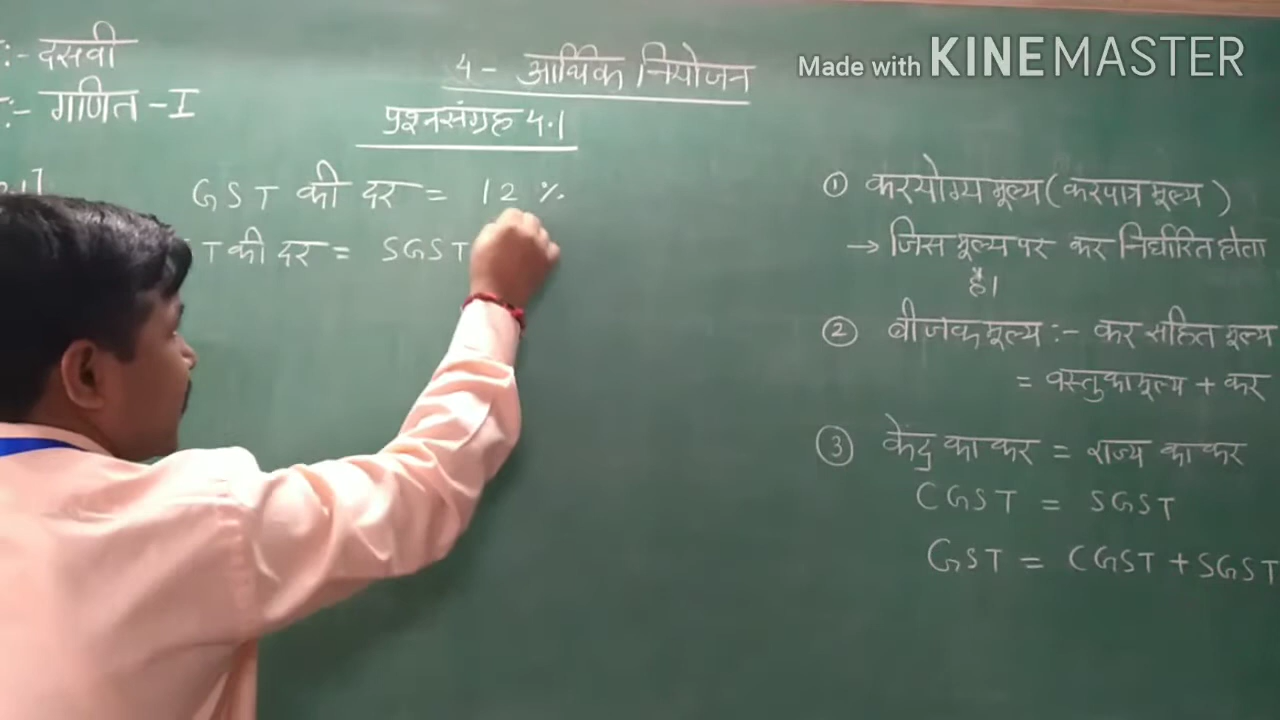 :- दसवी
:- गणित - I
4 - आर्थिक नियोजन
Made with KINEMASTER
प्रश्नसंग्रह 4.1
GST की दर = 12 %
T की दर = SGST
① करयोग्य मूल्य ( करपात्र मूल्य )
→ जिस मूल्य पर कर निर्धारित होता
है।
② बीजक मूल्य :- कर सहित मूल्य
= वस्तु का मूल्य + कर
③ केंद्र का कर = राज्य का कर
CGST = SGST
GST = CGST + SGST